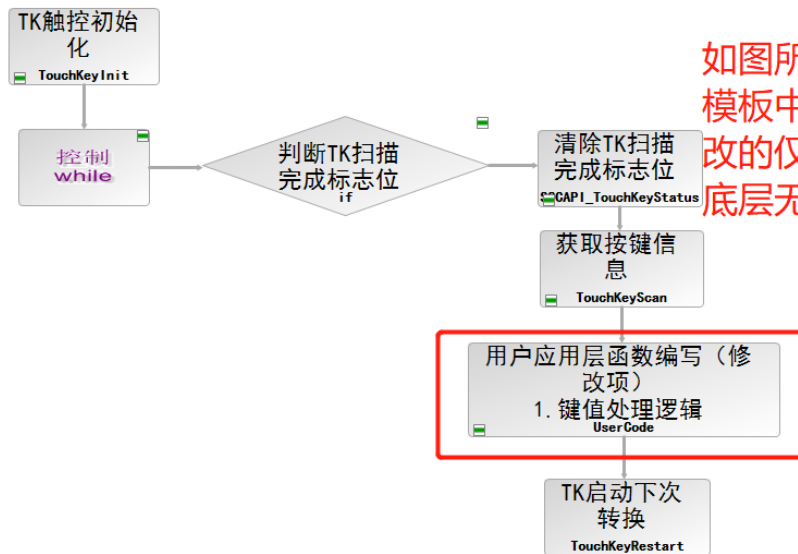 TK触控初始
化
TouchKeyInit
控制
while
判断TK扫描
完成标志位
if
清除TK扫描
完成标志位
SOCAPI_TouchKeyStatus
获取按键信
息
TouchKeyScan
用户应用层函数编写（修
改项）
1.键值处理逻辑
UserCode
TK启动下次
转换
TouchKeyRestart
如图所
模板中
改的仅
底层无